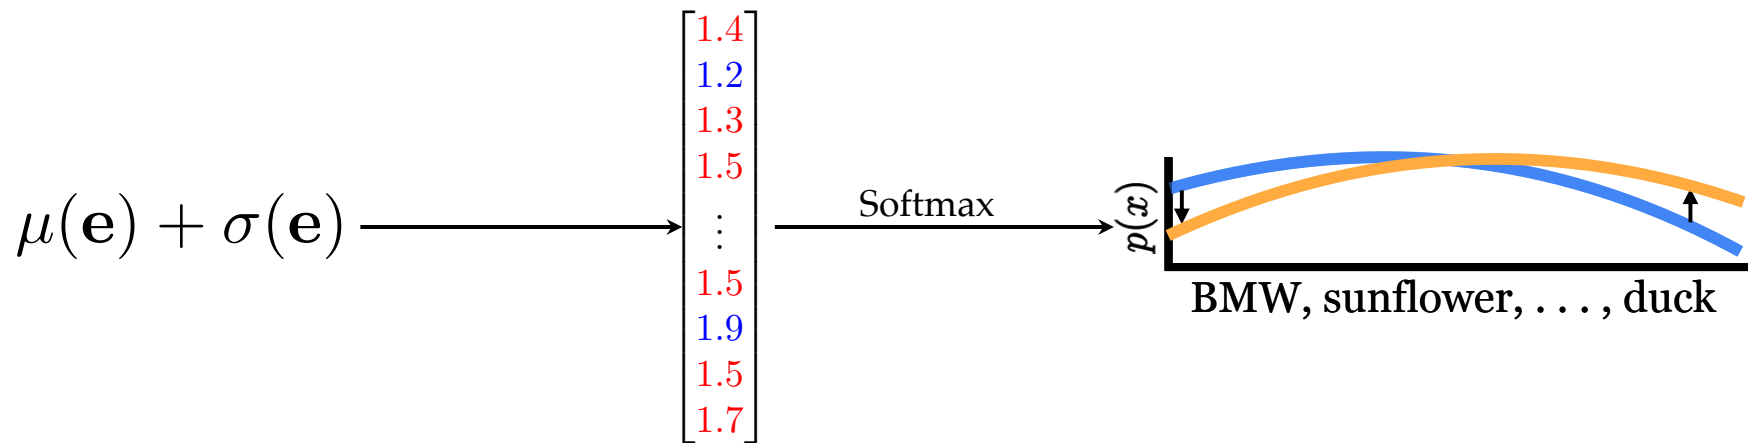 μ(e) + σ(e)
1.4
1.2
1.3
1.5
⋮
1.5
1.9
1.5
1.7
Softmax
p(x)
BMW, sunflower, . . . , duck